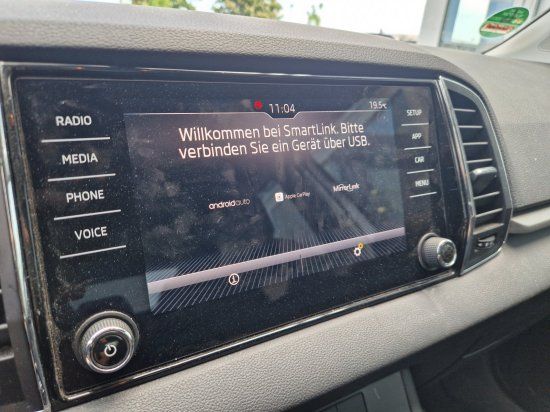 11:04
19.5°C
RADIO
MEDIA
PHONE
VOICE
Willkommen bei SmartLink. Bitte
verbinden Sie ein Gerät über USB.
androidauto
Apple CarPlay
MirrorLink
SETUP
APP
CAR
MENU